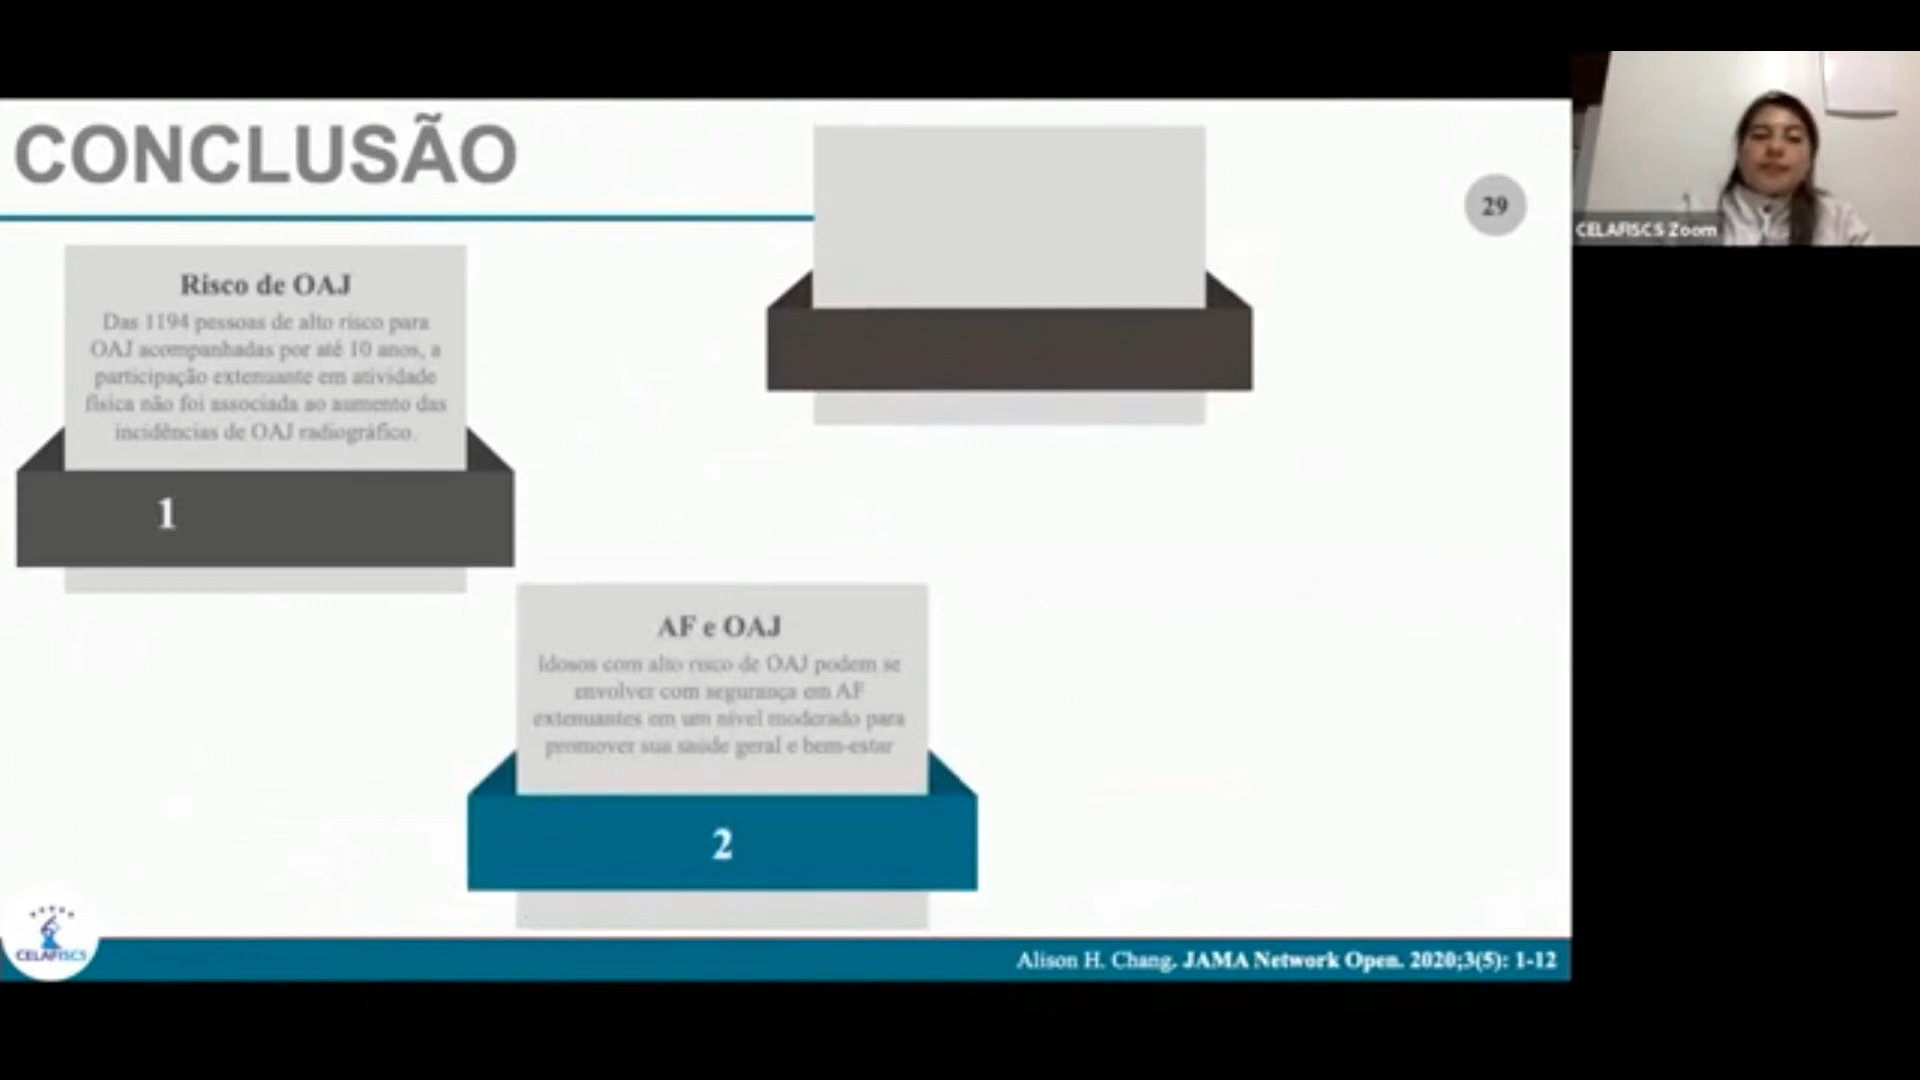 CONCLUSÃO
29
CELAFISCS Zoom
Risco de OAJ
Das 1194 pessoas de alto risco para
OAJ acompanhadas por até 10 anos, a
participação extenuante em atividade
física não foi associada ao aumento das
incidências de OAJ radiográfico.
1
AF e OAJ
Idosos com alto risco de OAJ podem se
envolver com segurança em AF
extenuantes em um nível moderado para
promover sua saúde geral e bem-estar
2
CELAFISCS
Alison H. Chang. JAMA Network Open. 2020;3(5): 1-12